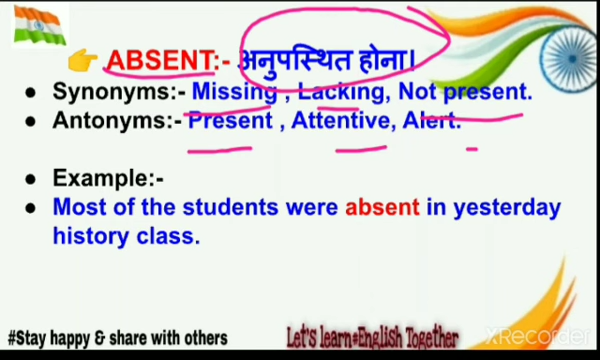 👉 ABSENT:- अनुपस्थित होना।
● Synonyms:- Missing , Lacking, Not present.
● Antonyms:- Present , Attentive, Alert.
● Example:-
● Most of the students were absent in yesterday
history class.
#Stay happy & share with others
Let's learn English Together
XRecorder